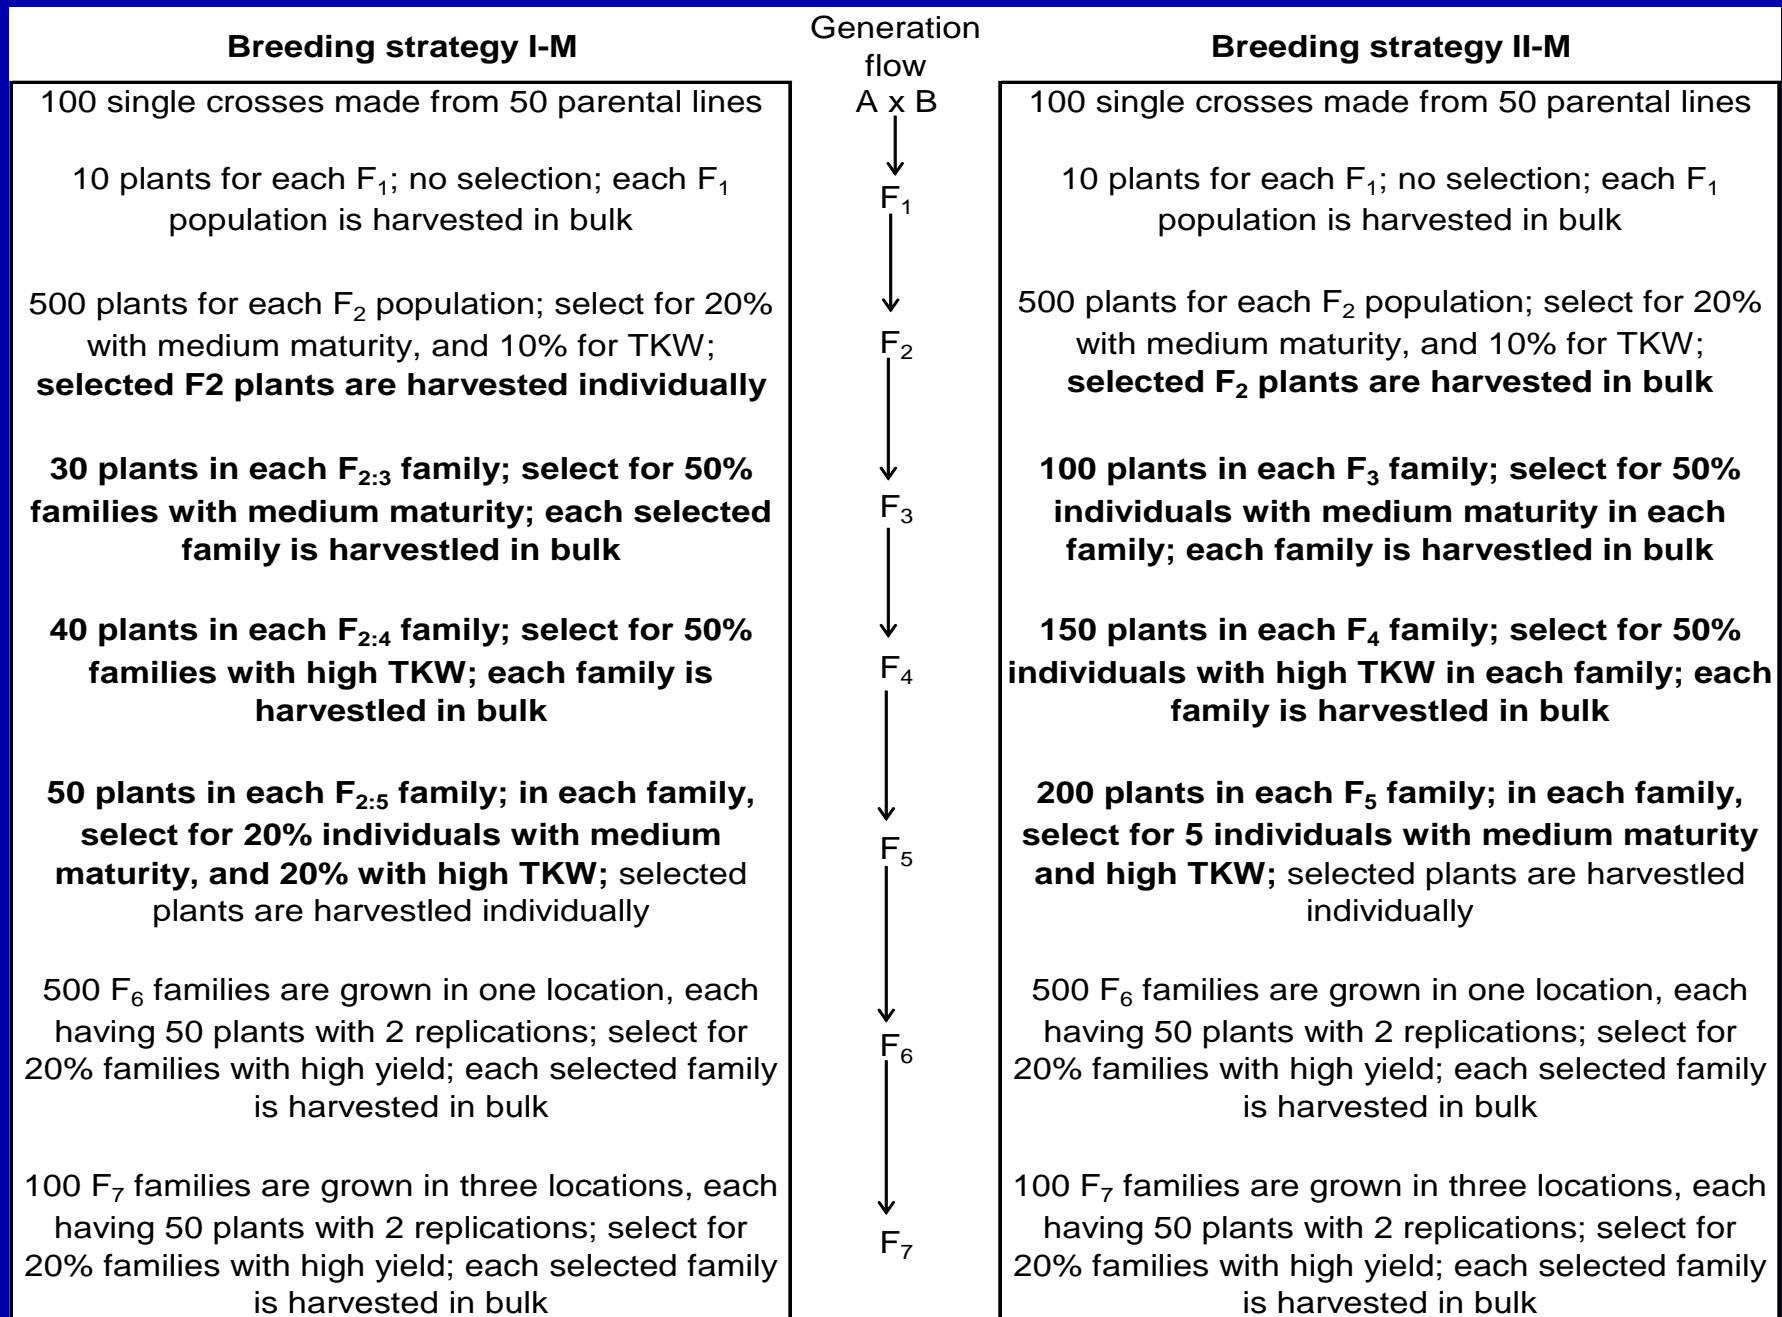 Breeding strategy I-M
Generation
flow
Breeding strategy II-M
100 single crosses made from 50 parental lines
A x B
100 single crosses made from 50 parental lines
10 plants for each F₁; no selection; each F₁
population is harvested in bulk
F₁
10 plants for each F₁; no selection; each F₁
population is harvested in bulk
500 plants for each F₂ population; select for 20%
with medium maturity, and 10% for TKW;
selected F2 plants are harvested individually
F₂
500 plants for each F₂ population; select for 20%
with medium maturity, and 10% for TKW;
selected F₂ plants are harvested in bulk
30 plants in each F₂:₃ family; select for 50%
families with medium maturity; each selected
family is harvestled in bulk
F₃
100 plants in each F₃ family; select for 50%
individuals with medium maturity in each
family; each family is harvestled in bulk
40 plants in each F₂:₄ family; select for 50%
families with high TKW; each family is
harvestled in bulk
F₄
150 plants in each F₄ family; select for 50%
individuals with high TKW in each family; each
family is harvestled in bulk
50 plants in each F₂:₅ family; in each family,
select for 20% individuals with medium
maturity, and 20% with high TKW; selected
plants are harvestled individually
F₅
200 plants in each F₅ family; in each family,
select for 5 individuals with medium maturity
and high TKW; selected plants are harvestled
individually
500 F₆ families are grown in one location, each
having 50 plants with 2 replications; select for
20% families with high yield; each selected family
is harvested in bulk
F₆
500 F₆ families are grown in one location, each
having 50 plants with 2 replications; select for
20% families with high yield; each selected family
is harvested in bulk
100 F₇ families are grown in three locations, each
having 50 plants with 2 replications; select for
20% families with high yield; each selected family
is harvested in bulk
F₇
100 F₇ families are grown in three locations, each
having 50 plants with 2 replications; select for
20% families with high yield; each selected family
is harvested in bulk